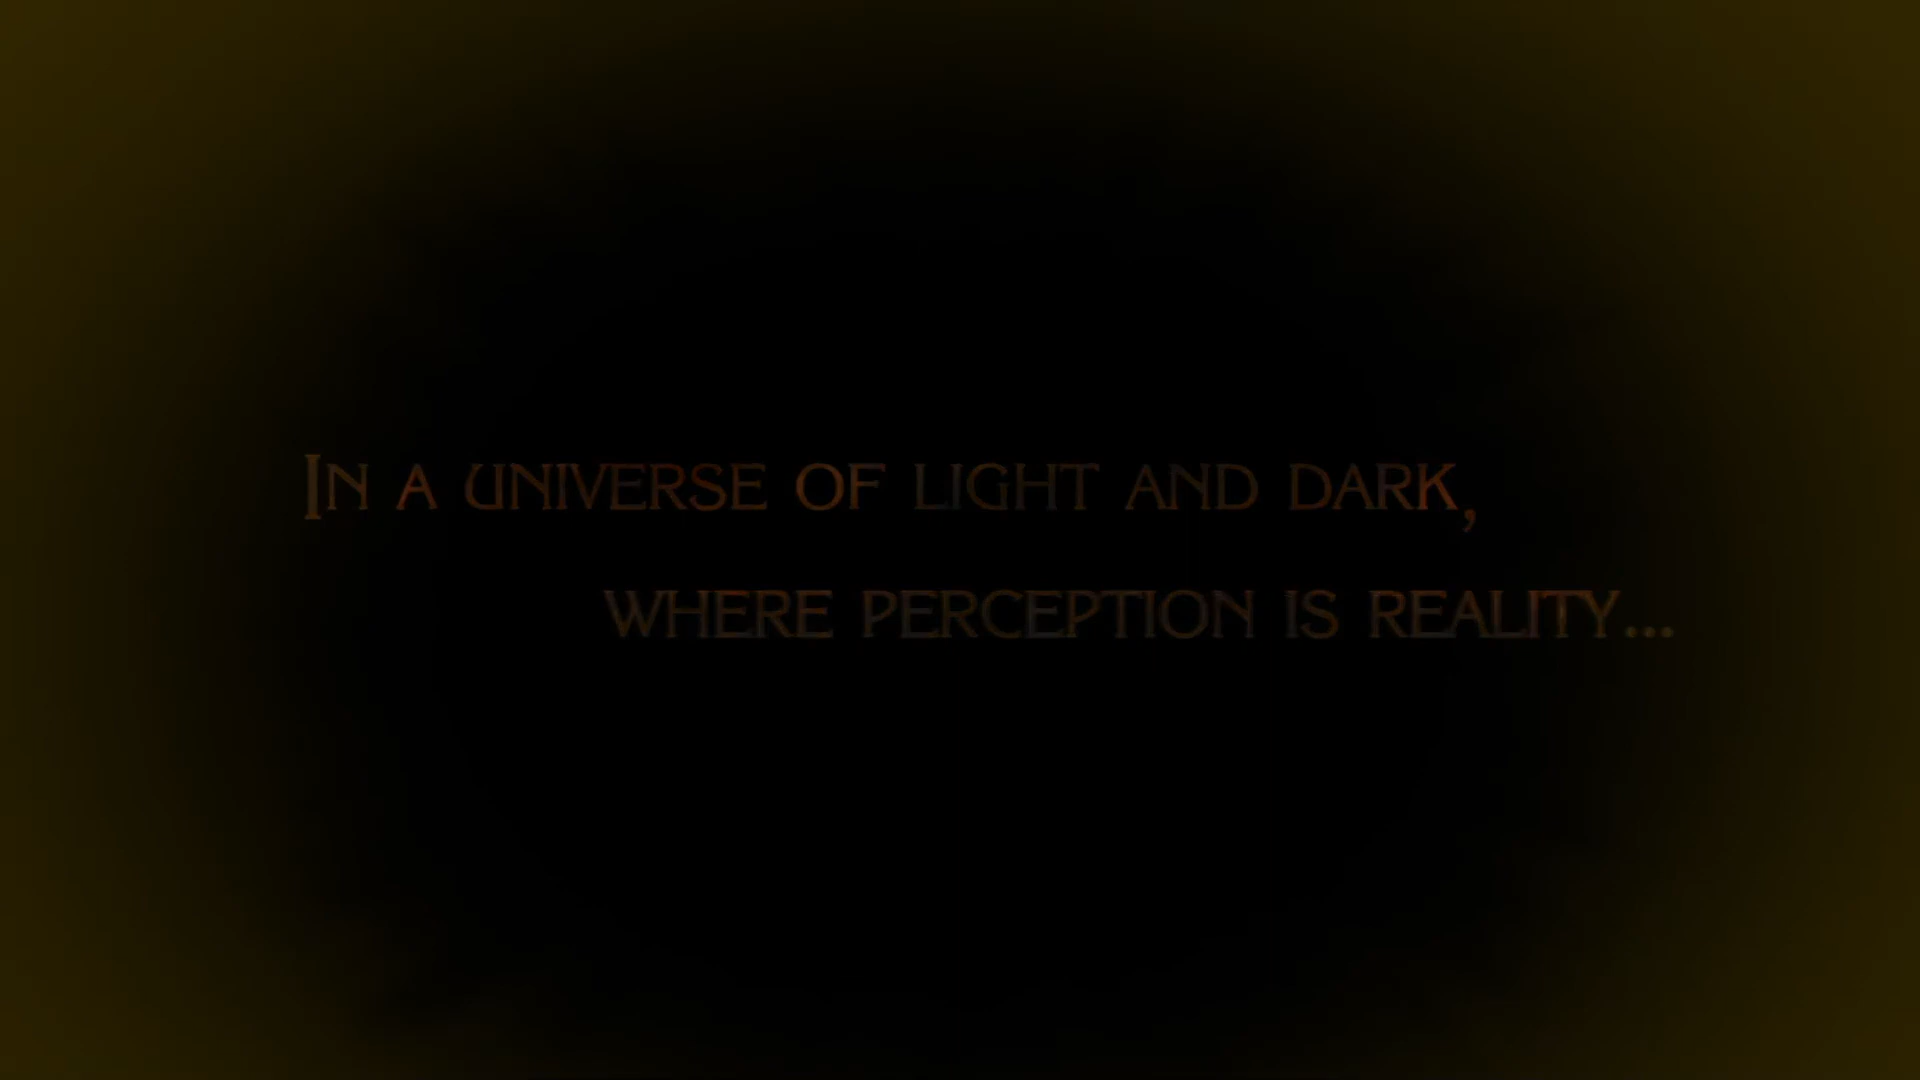 In a universe of light and dark,
where perception is reality...